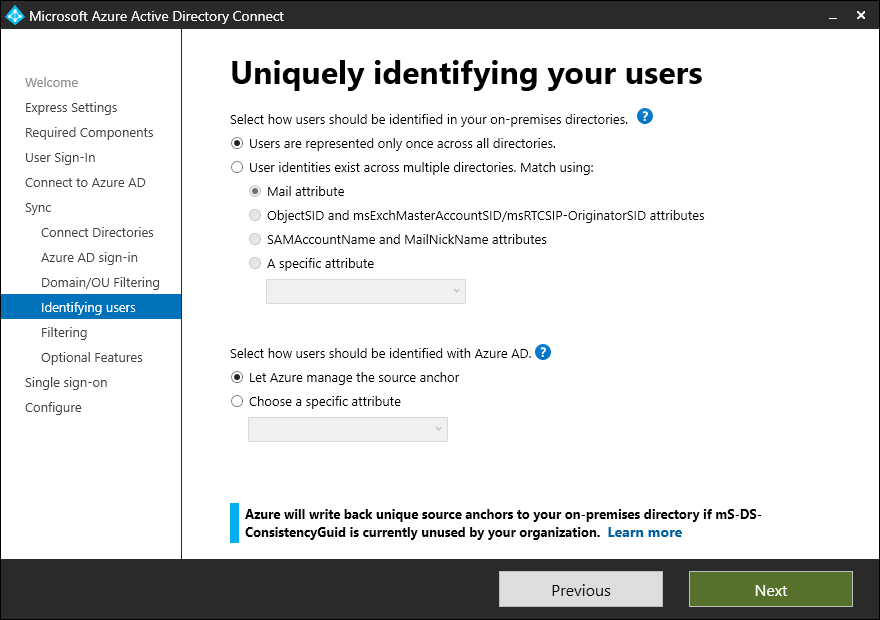 Microsoft Azure Active Directory Connect
Welcome
Express Settings
Required Components
User Sign-In
Connect to Azure AD
Sync
Connect Directories
Azure AD sign-in
Domain/OU Filtering
Identifying users
Filtering
Optional Features
Single sign-on
Configure
Uniquely identifying your users
Select how users should be identified in your on-premises directories. ?
Users are represented only once across all directories.
User identities exist across multiple directories. Match using:
Mail attribute
ObjectSID and msExchMasterAccountSID/msRTCSIP-OriginatorSID attributes
SAMAccountName and MailNickName attributes
A specific attribute
Select how users should be identified with Azure AD. ?
Let Azure manage the source anchor
Choose a specific attribute
Azure will write back unique source anchors to your on-premises directory if mS-DS-
ConsistencyGuid is currently unused by your organization. Learn more
Previous
Next